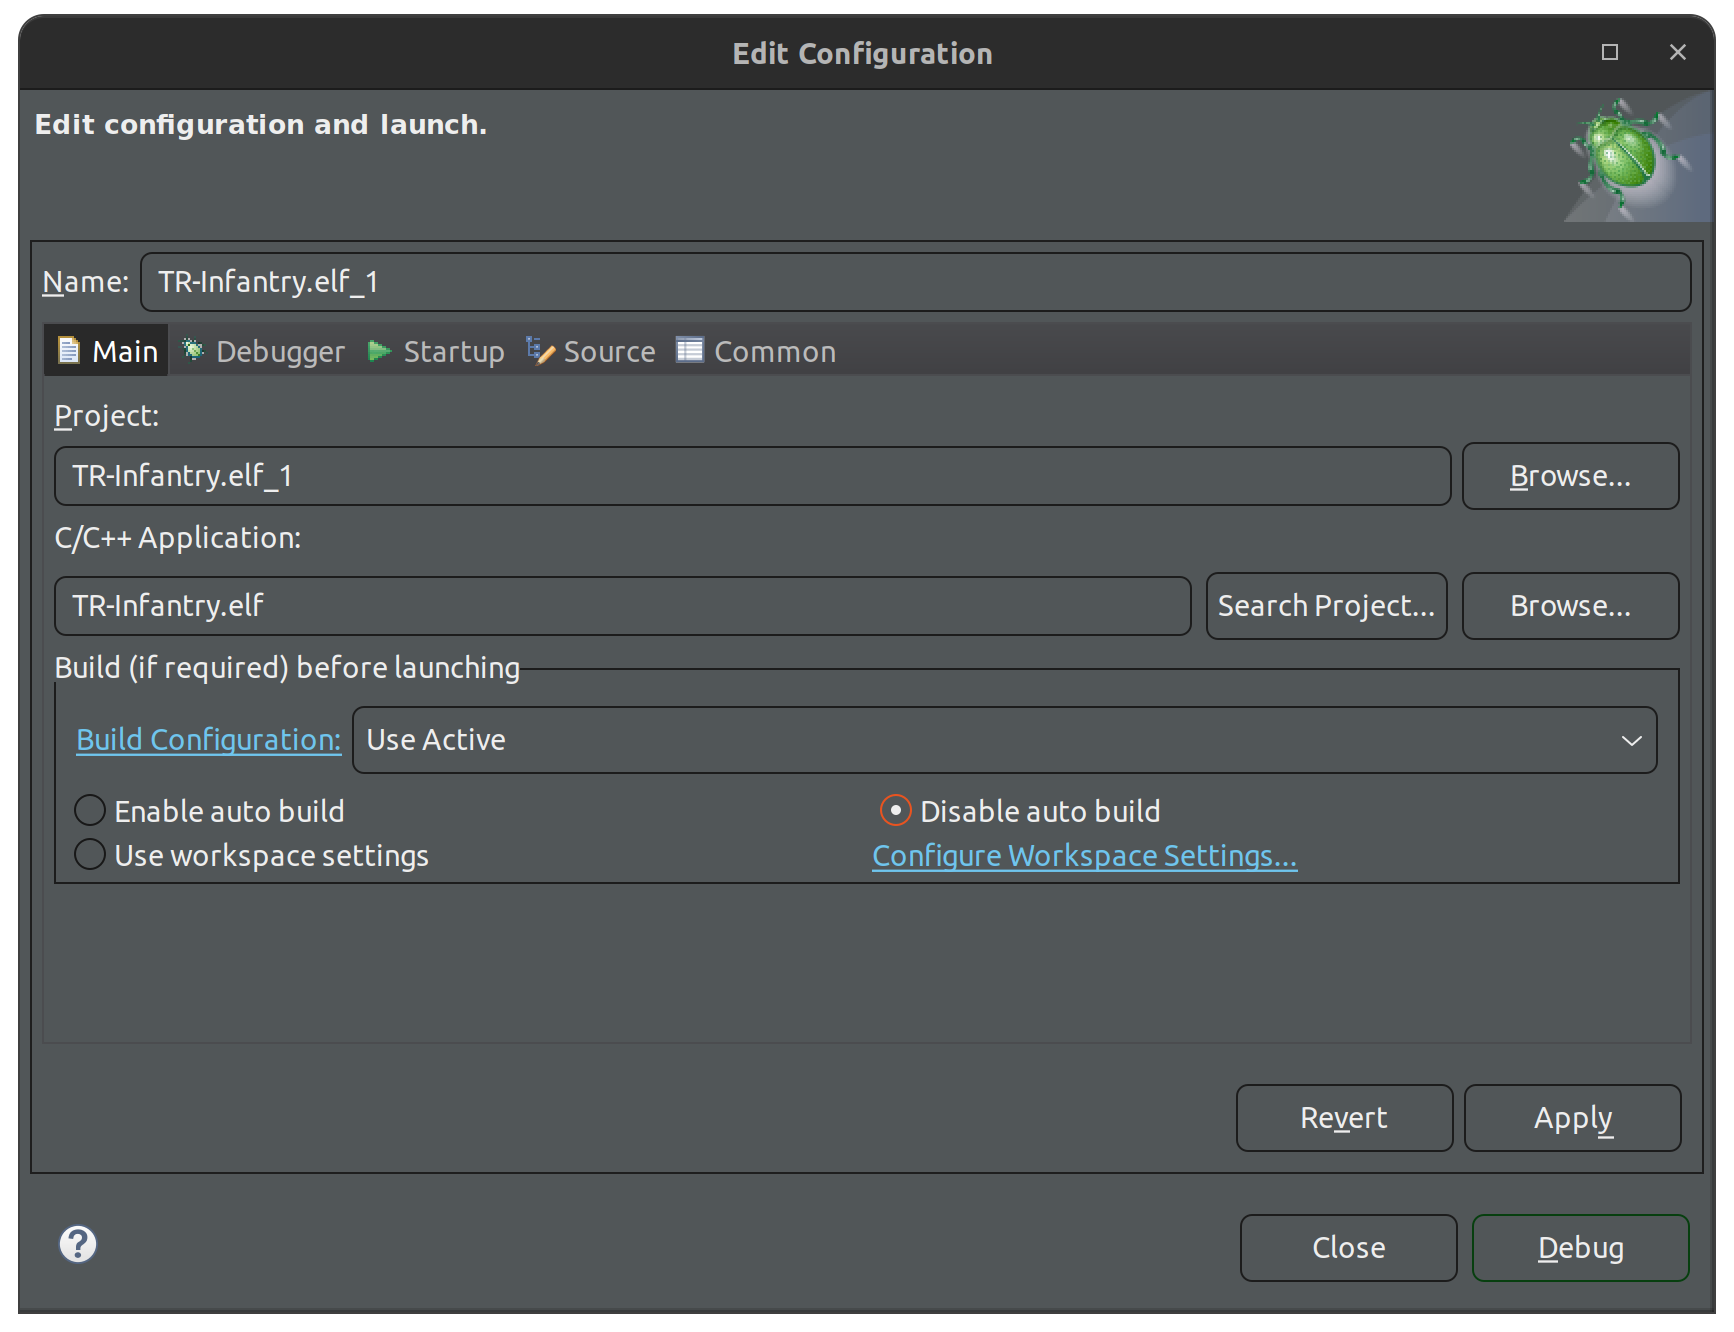 Edit Configuration
Edit configuration and launch.
Name: TR-Infantry.elf_1
Main Debugger Startup Source Common
Project:
TR-Infantry.elf_1 Browse...
C/C++ Application:
TR-Infantry.elf Search Project... Browse...
Build (if required) before launching
Build Configuration: Use Active
Enable auto build Disable auto build
Use workspace settings Configure Workspace Settings...
Revert Apply
? Close Debug